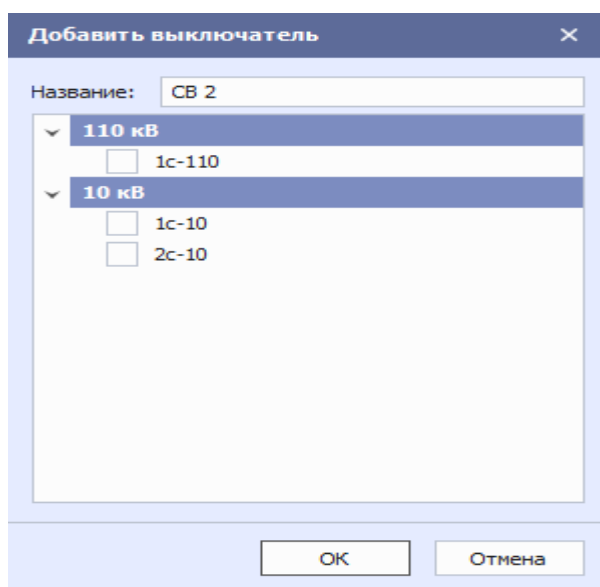 Добавить выключатель
Название: СВ 2
110 кВ
1с-110
10 кВ
1с-10
2с-10
ОК Отмена